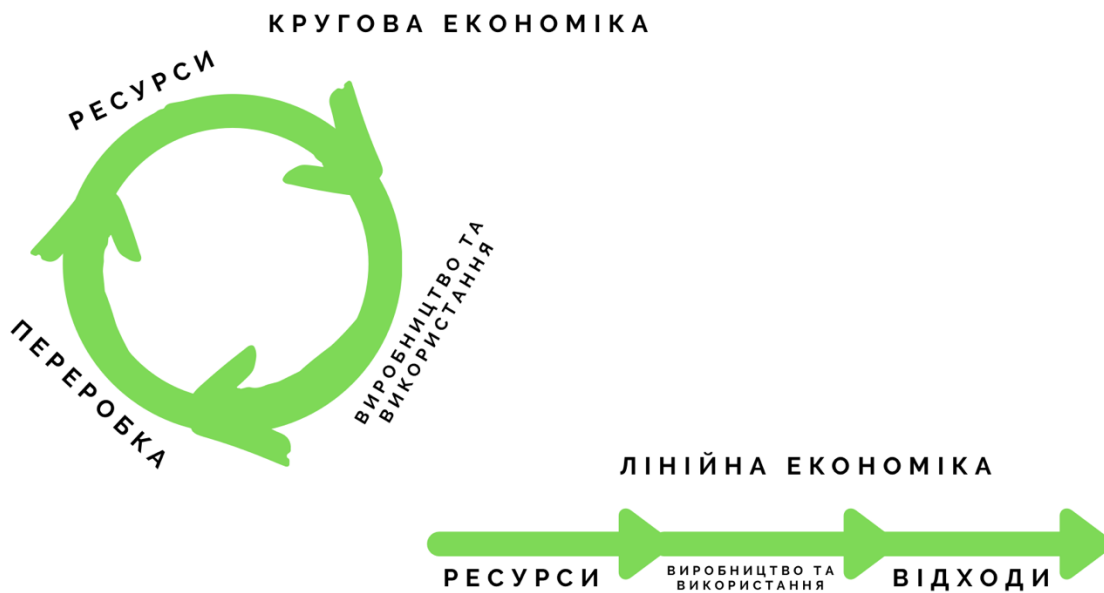 КРУГОВА ЕКОНОМІКА
РЕСУРСИ
ВИРОБНИЦТВО ТА
ВИКОРИСТАННЯ
ПЕРЕРОБКА
ЛІНІЙНА ЕКОНОМІКА
РЕСУРСИ
ВИРОБНИЦТВО ТА
ВИКОРИСТАННЯ
ВІДХОДИ